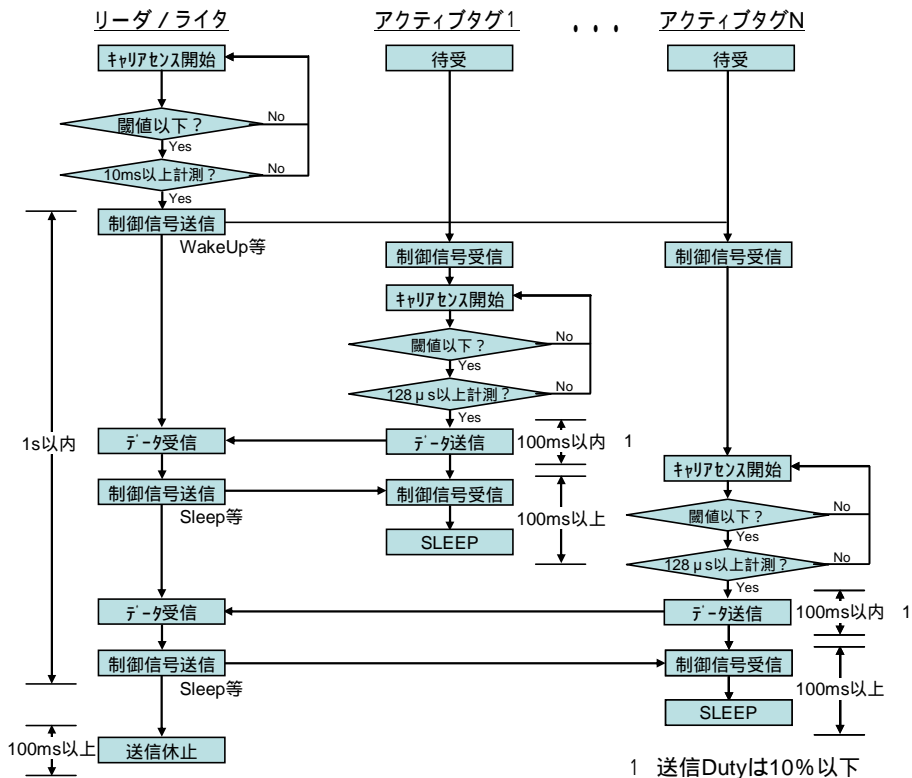 リーダ / ライタ
アクティブタグ1
・・・
アクティブタグN
ｷｬﾘｱｾﾝｽ開始
待受
待受
閾値以下？
No
Yes
10ms以上計測？
No
Yes
制御信号送信
WakeUp等
制御信号受信
制御信号受信
ｷｬﾘｱｾﾝｽ開始
閾値以下？
No
Yes
128μs以上計測？
No
Yes
1s以内
ﾃﾞｰﾀ受信
ﾃﾞｰﾀ送信
100ms以内 1
ｷｬﾘｱｾﾝｽ開始
制御信号送信
Sleep等
制御信号受信
100ms以上
SLEEP
閾値以下？
No
Yes
128μs以上計測？
No
Yes
ﾃﾞｰﾀ受信
ﾃﾞｰﾀ送信
100ms以内 1
制御信号送信
Sleep等
制御信号受信
100ms以上
SLEEP
100ms以上
送信休止
1 送信Dutyは10%以下